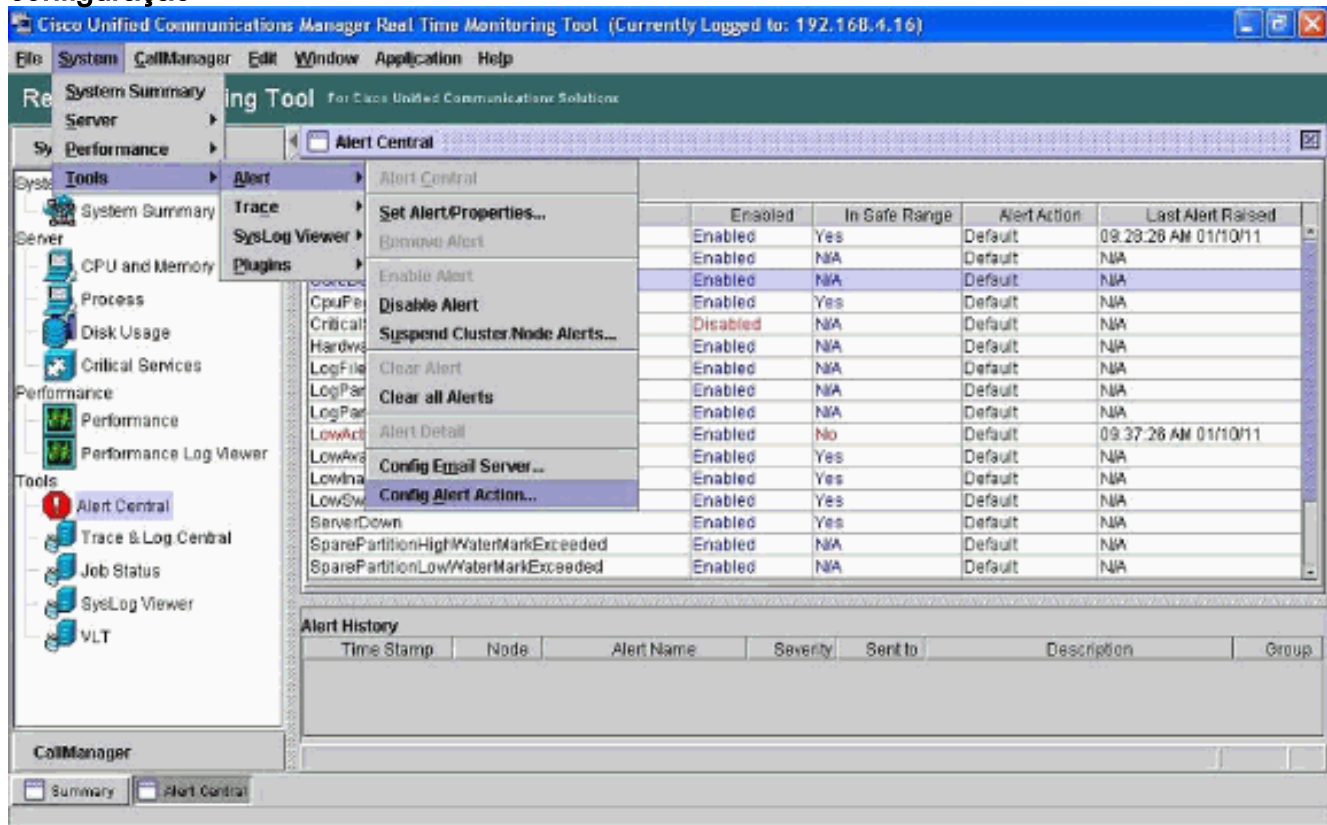 Configuração
Cisco Unified Communications Manager Real Time Monitoring Tool (Currently Logged to: 192.168.4.16)
File System CallManager Edit Window Application Help
Re ing Tool For Cisco Unified Communications Solutions
System Summary
Server
Performance
Tools
Alert
Trace
SysLog Viewer
Plugins
Alert Central
Set Alert/Properties...
Remove Alert
Enable Alert
Disable Alert
Suspend Cluster/Node Alerts...
Clear Alert
Clear all Alerts
Alert Detail
Config Email Server...
Config Alert Action...
Sy
Syste
System Summary
Server
CPU and Memory
Process
Disk Usage
Critical Services
Performance
Performance
Performance Log Viewer
Tools
Alert Central
Trace & Log Central
Job Status
SysLog Viewer
VLT
CallManager
Alert Central
Enabled In Safe Range Alert Action Last Alert Raised
Enabled Yes Default 09:28:26 AM 01/10/11
Enabled N/A Default N/A
Enabled N/A Default N/A
CpuPe Enabled Yes Default N/A
Critical Disabled N/A Default N/A
Hardwa Enabled N/A Default N/A
LogFile Enabled N/A Default N/A
LogPar Enabled N/A Default N/A
LogPar Enabled N/A Default N/A
LowAct Enabled No Default 09:37:26 AM 01/10/11
LowAva Enabled Yes Default N/A
LowIna Enabled Yes Default N/A
LowSw Enabled Yes Default N/A
ServerDown Enabled Yes Default N/A
SparePartitionHighWaterMarkExceeded Enabled N/A Default N/A
SparePartitionLowWaterMarkExceeded Enabled N/A Default N/A
Alert History
Time Stamp Node Alert Name Severity Sent to Description Group
Summary Alert Central